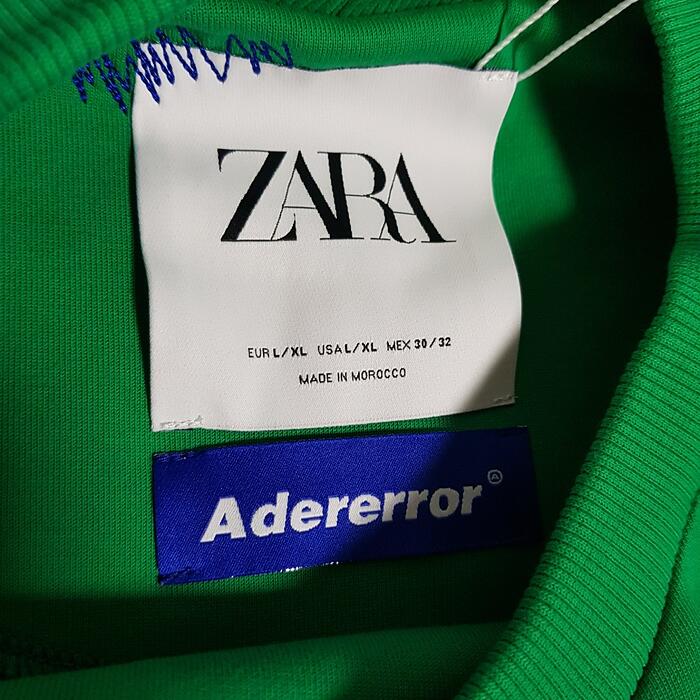 ZARA
EUR L/XL USA L/XL MEX 30/32
MADE IN MOROCCO
Adererror Ⓐ